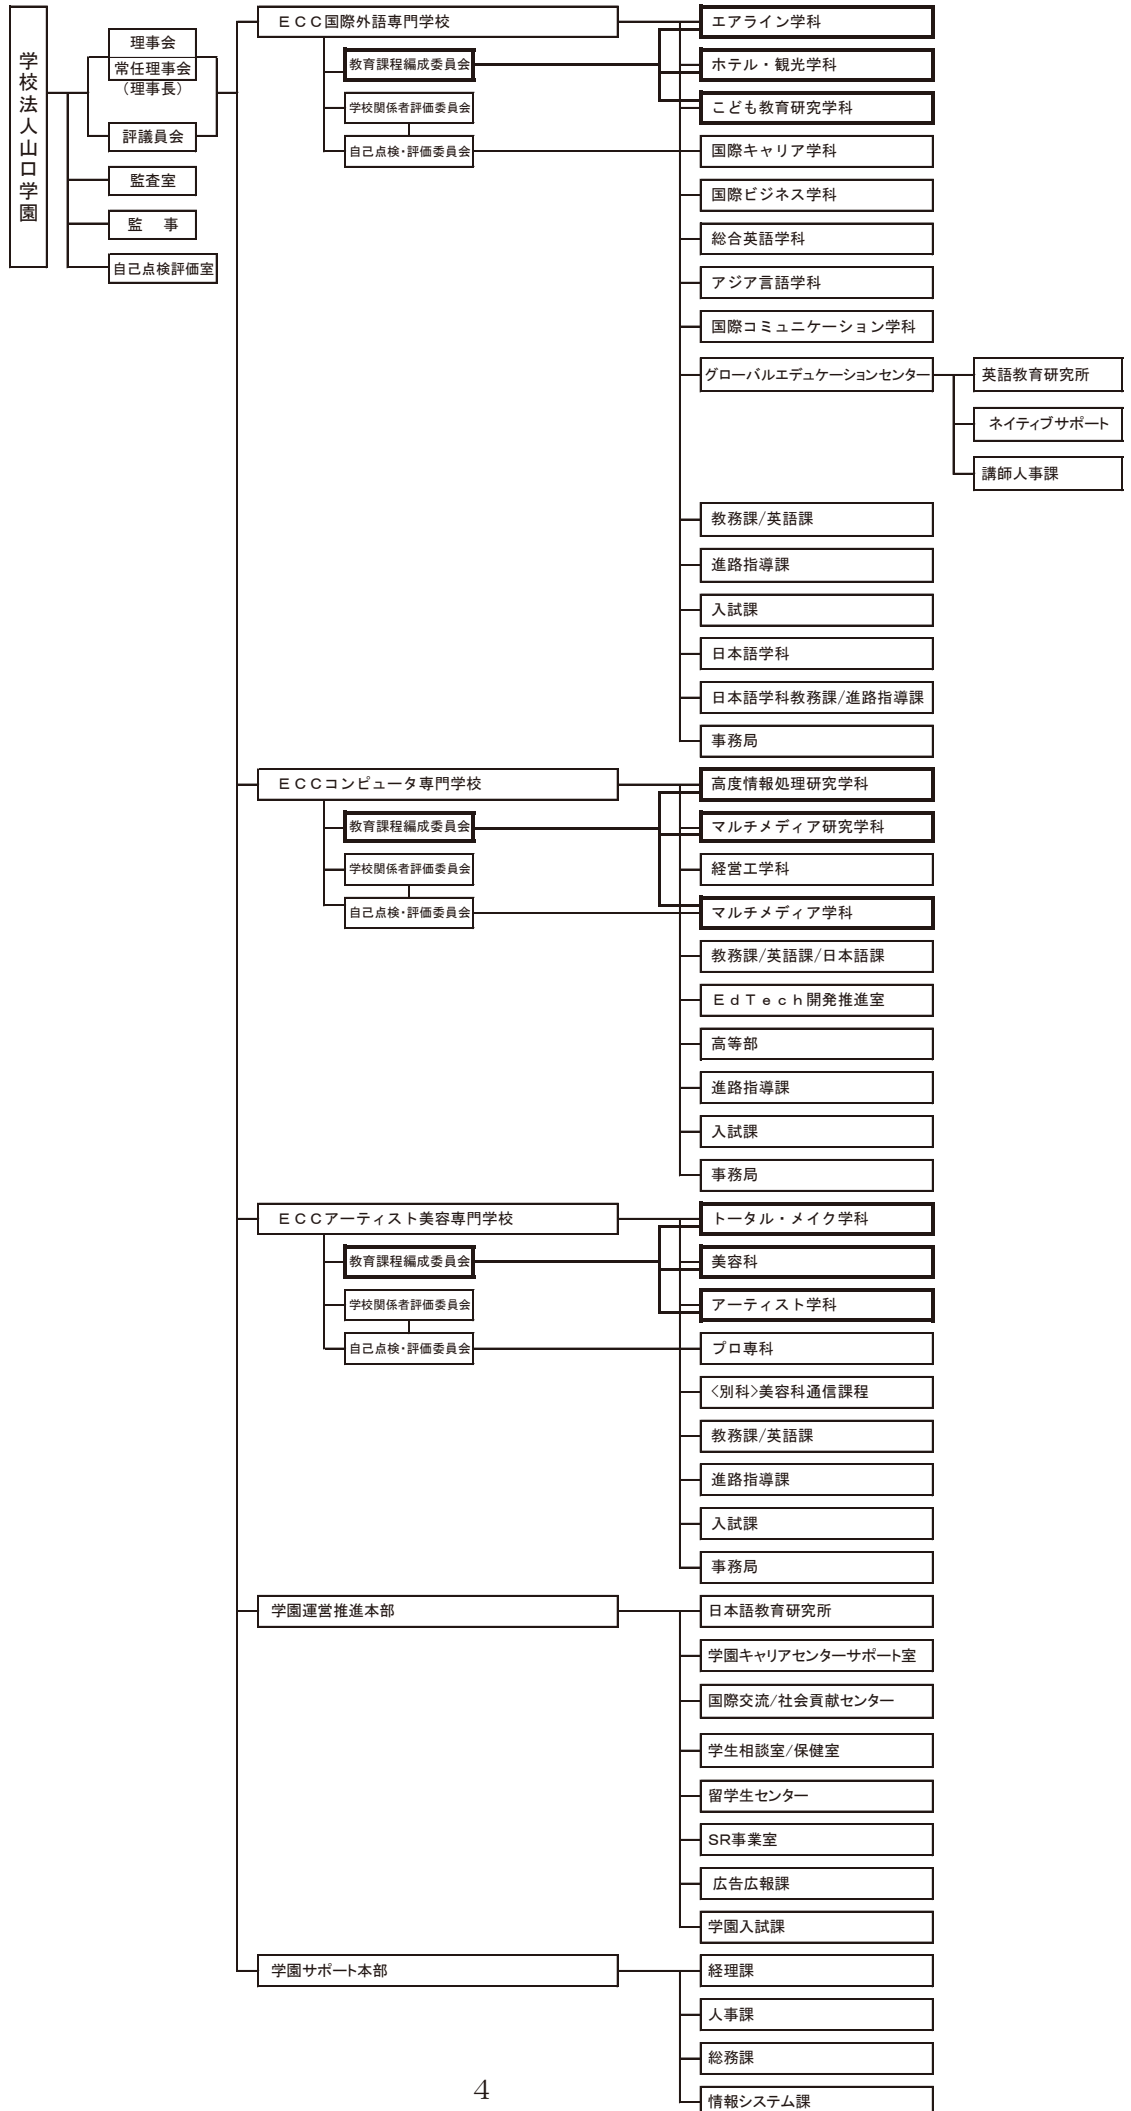 学校法人山口学園
理事会
常任理事会
(理事長)
評議員会
監査室
監　事
自己点検評価室
ＥＣＣ国際外語専門学校
教育課程編成委員会
学校関係者評価委員会
自己点検・評価委員会
エアライン学科
ホテル・観光学科
こども教育研究学科
国際キャリア学科
国際ビジネス学科
総合英語学科
アジア言語学科
国際コミュニケーション学科
グローバルエデュケーションセンター
英語教育研究所
ネイティブサポート
講師人事課
教務課/英語課
進路指導課
入試課
日本語学科
日本語学科教務課/進路指導課
事務局
ＥＣＣコンピュータ専門学校
教育課程編成委員会
学校関係者評価委員会
自己点検・評価委員会
高度情報処理研究学科
マルチメディア研究学科
経営工学科
マルチメディア学科
教務課/英語課/日本語課
ＥｄＴｅｃｈ開発推進室
高等部
進路指導課
入試課
事務局
ＥＣＣアーティスト美容専門学校
教育課程編成委員会
学校関係者評価委員会
自己点検・評価委員会
トータル・メイク学科
美容科
アーティスト学科
プロ専科
<別科>美容科通信課程
教務課/英語課
進路指導課
入試課
事務局
学園運営推進本部
日本語教育研究所
学園キャリアセンターサポート室
国際交流/社会貢献センター
学生相談室/保健室
留学生センター
SR事業室
広告広報課
学園入試課
学園サポート本部
経理課
人事課
総務課
情報システム課
4